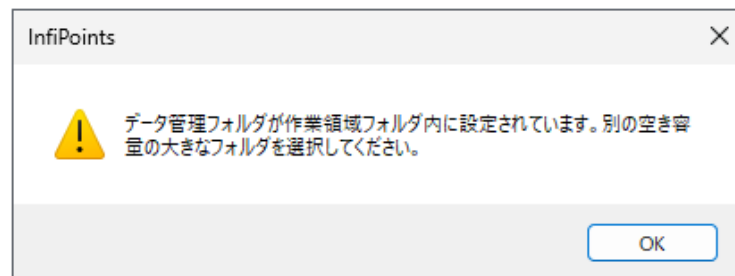 InfiPoints
データ管理フォルダが作業領域フォルダ内に設定されています。別の空き容
量の大きなフォルダを選択してください。
OK